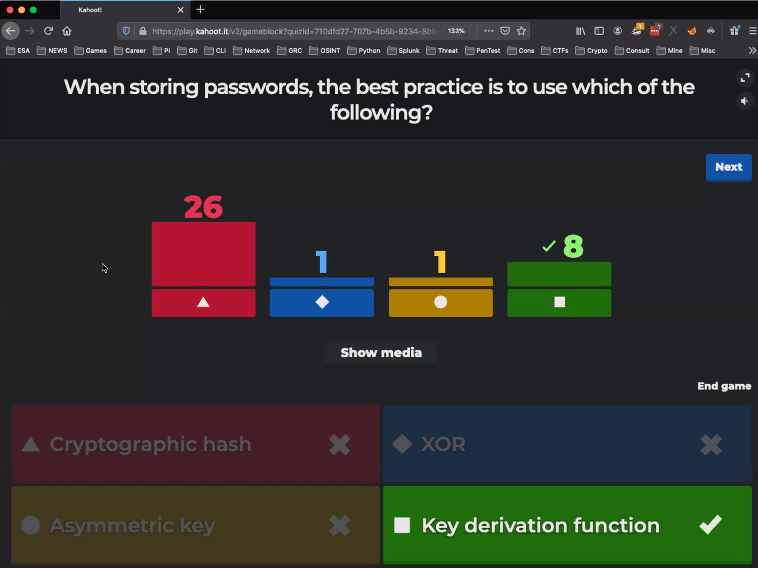 Kahoot!
https://play.kahoot.it/v2/gameblock?quizId=710dfd27-707b-4b5b-9234-8b
133%
ESA
NEWS
Games
Career
Pi
Git
CLI
Network
GRC
OSINT
Python
Splunk
Threat
PenTest
Cons
CTFs
Crypto
Consult
Mine
Misc
When storing passwords, the best practice is to use which of the
following?
Next
26
1
1
8
Show media
End game
Cryptographic hash
XOR
Asymmetric key
Key derivation function